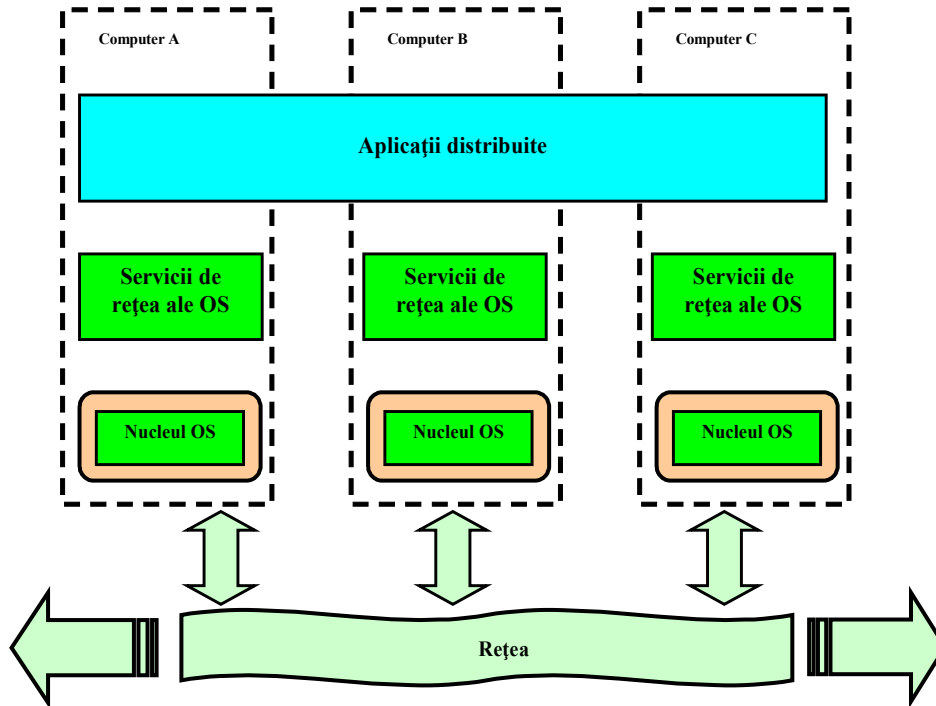 Computer A
Computer B
Computer C
Aplicaţii distribuite
Servicii de
reţea ale OS
Servicii de
reţea ale OS
Servicii de
reţea ale OS
Nucleul OS
Nucleul OS
Nucleul OS
Reţea